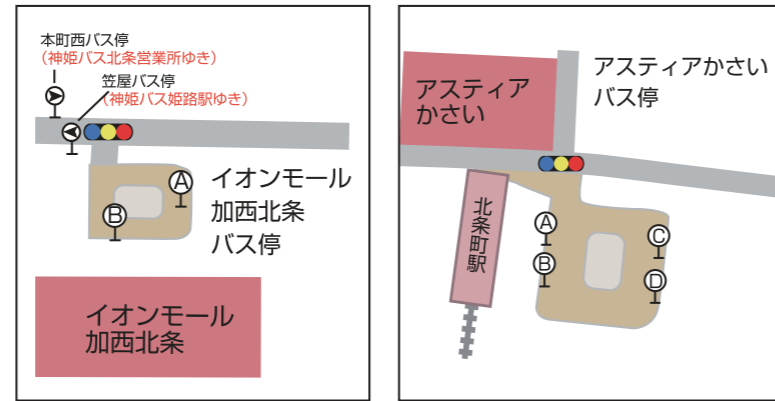 本町西バス停
（神姫バス北条営業所ゆき）
笠屋バス停
（神姫バス姫路駅ゆき）
A
B
イオンモール
加西北条
バス停
イオンモール
加西北条
アスティア
かさい
アスティアかさい
バス停
北条町駅
A
B
C
D